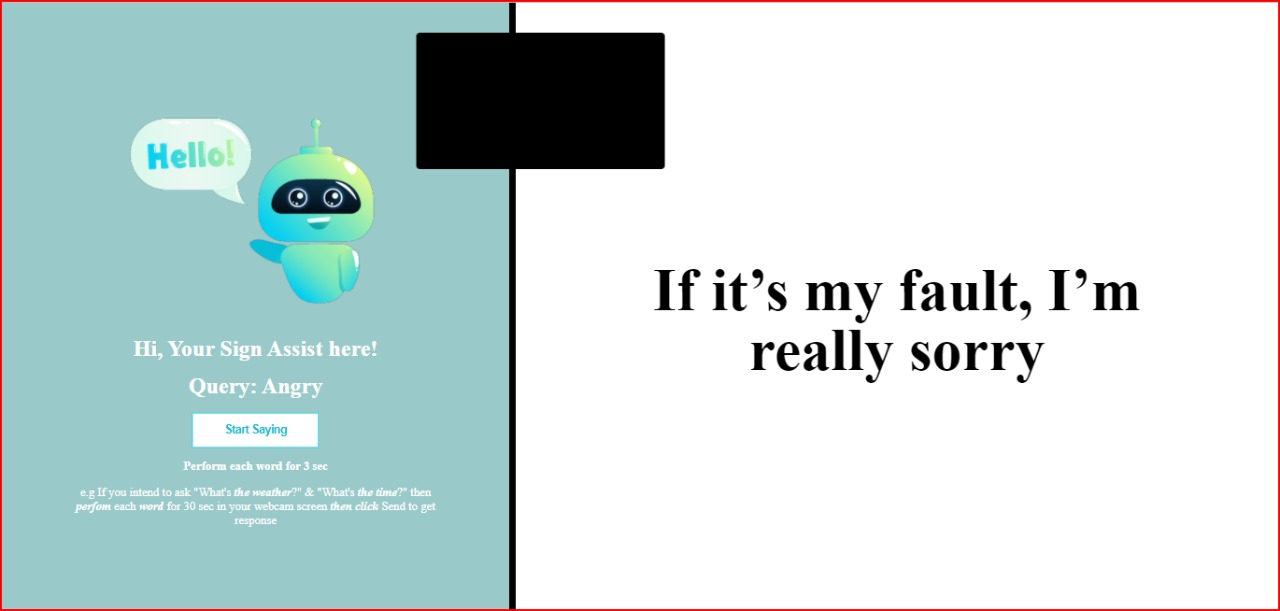 Hello!
Hi, Your Sign Assist here!
Query: Angry
Start Saying
Perform each word for 3 sec
e.g If you intend to ask "What's the weather?" & "What's the time?" then
perfom each word for 30 sec in your webcam screen then click Send to get
response
If it’s my fault, I’m
really sorry